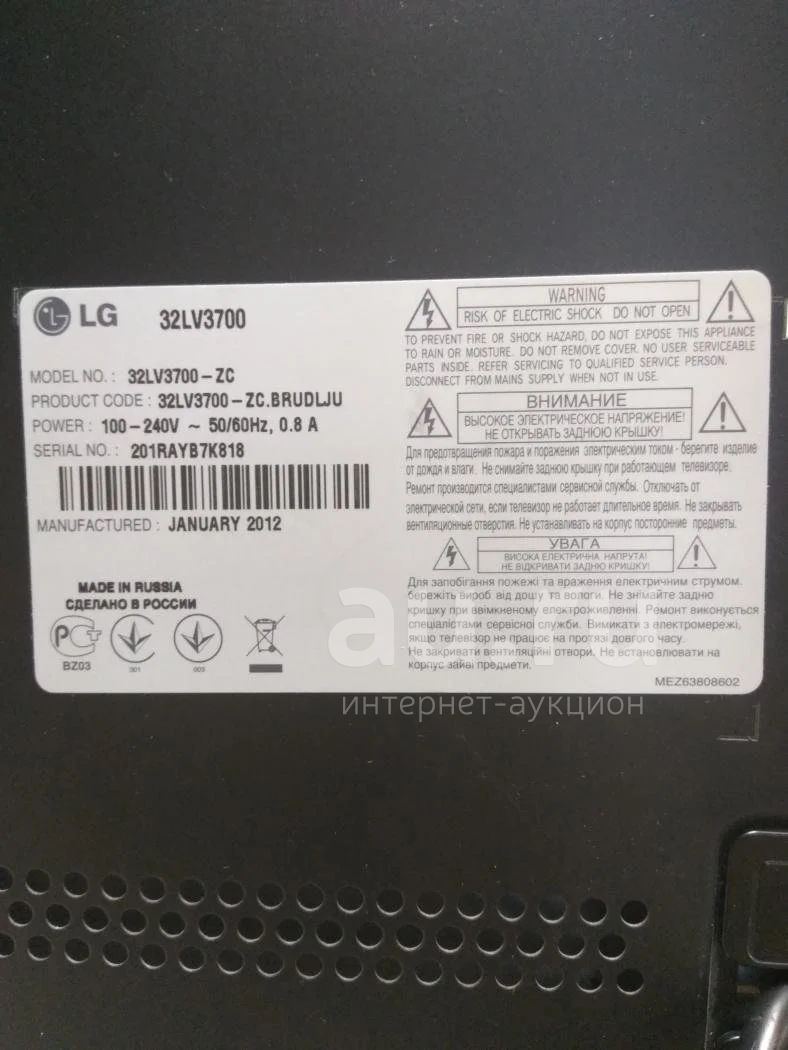 LG 32LV3700
MODEL NO.: 32LV3700-ZC
PRODUCT CODE: 32LV3700-ZC.BRUDLJU
POWER: 100-240V ~ 50/60Hz, 0.8 A
SERIAL NO.: 201RAYB7K818
MANUFACTURED: JANUARY 2012
MADE IN RUSSIA
СДЕЛАНО В РОССИИ
BZ03
001
003
WARNING
RISK OF ELECTRIC SHOCK DO NOT OPEN
TO PREVENT FIRE OR SHOCK HAZARD, DO NOT EXPOSE THIS APPLIANCE
TO RAIN OR MOISTURE. DO NOT REMOVE COVER. NO USER SERVICEABLE
PARTS INSIDE. REFER SERVICING TO QUALIFIED SERVICE PERSON.
DISCONNECT FROM MAINS SUPPLY WHEN NOT IN USE.
ВНИМАНИЕ
ВЫСОКОЕ ЭЛЕКТРИЧЕСКОЕ НАПРЯЖЕНИЕ!
НЕ ОТКРЫВАТЬ ЗАДНЮЮ КРЫШКУ!
Для предотвращения пожара и поражения электрическим током - берегите изделие
от дождя и влаги. Не снимайте заднюю крышку при работающем телевизоре.
Ремонт производится специалистами сервисной службы. Отключать от
электрической сети, если телевизор не работает длительное время. Не закрывать
вентиляционные отверстия. Не устанавливать на корпус посторонние предметы.
УВАГА
ВИСОКА ЕЛЕКТРИЧНА НАПРУГА!
НЕ ВІДКРИВАТИ ЗАДНЮ КРИШКУ!
Для запобігання пожежі та враження електричним струмом.
бережіть виріб від дощу та вологи. Не знімайте задню
кришку при ввімкненому електроживленні. Ремонт виконується
спеціалістами сервісної служби. Вимикати з електромережі,
якщо телевізор не працює на протязі довгого часу.
Не закривати вентиляційні отвори. Не встановлювати на
корпус зайві предмети.
MEZ63808602
интернет-аукцион